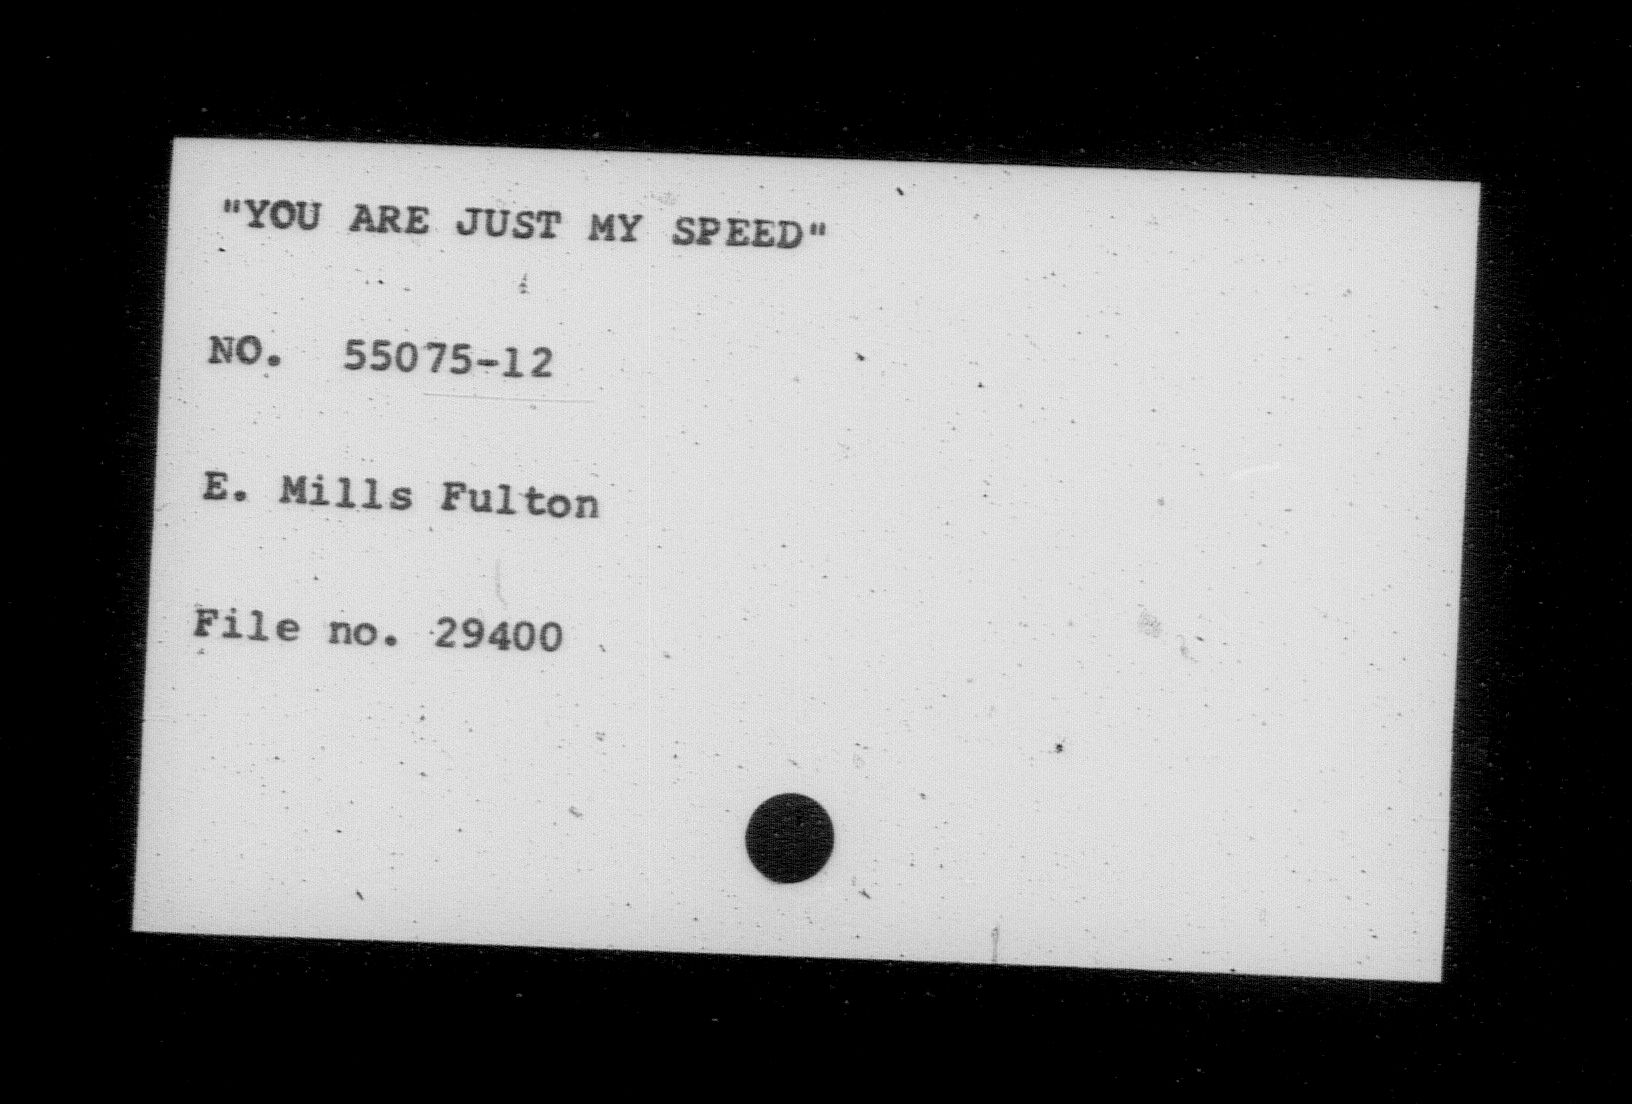 "YOU ARE JUST MY SPEED"
NO. 55075-12
E. Mills Fulton
File no. 29400